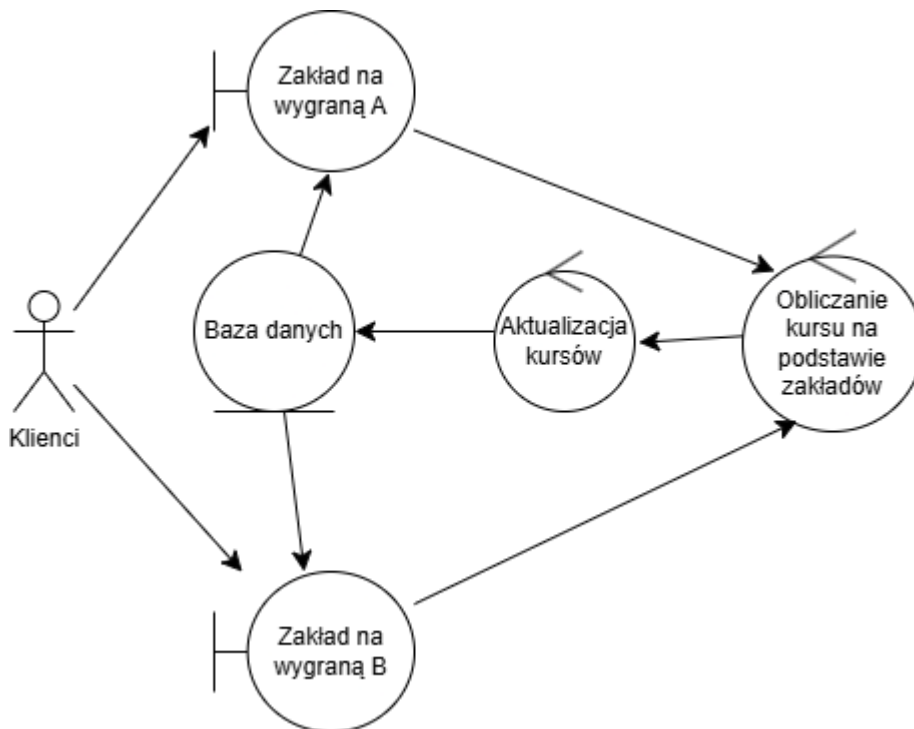 Zakład na
wygraną A
Klienci
Baza danych
Aktualizacja
kursów
Obliczanie
kursu na
podstawie
zakładów
Zakład na
wygraną B